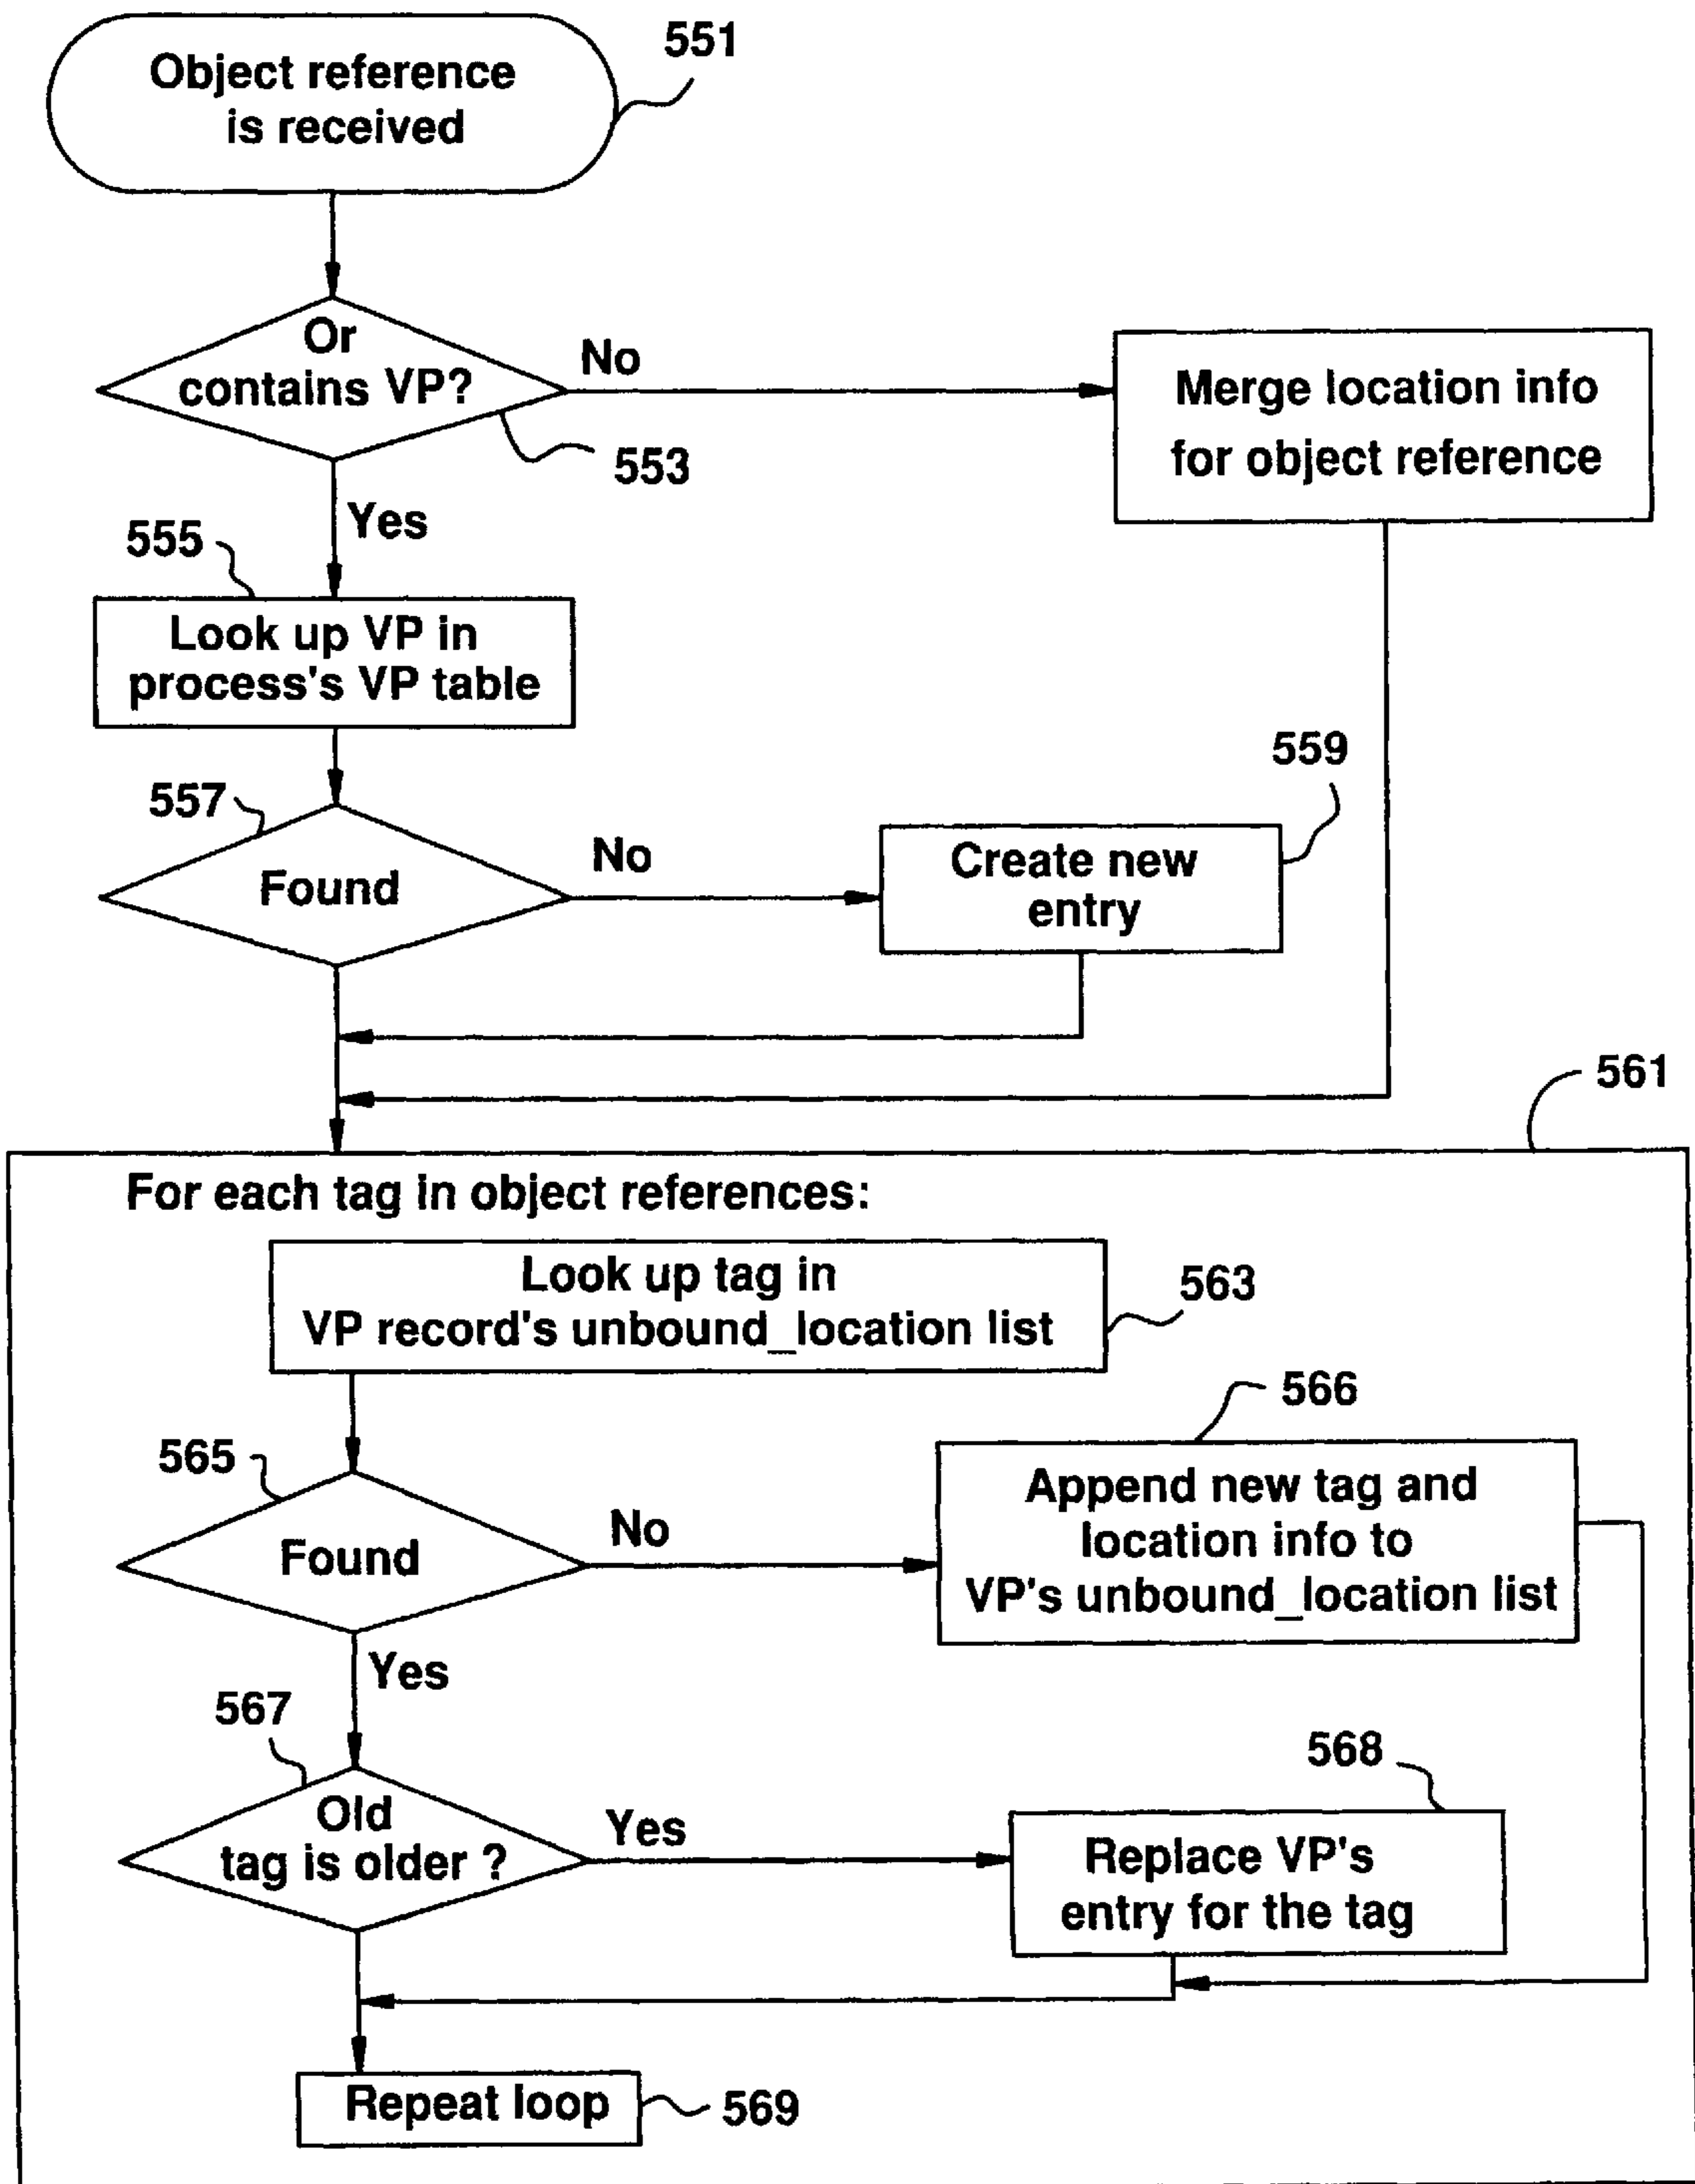 551
Object reference
is received
Or
contains VP?
No
553
Merge location info
for object reference
Yes
555
Look up VP in
process's VP table
557
Found
No
559
Create new
entry
561
For each tag in object references:
Look up tag in
VP record's unbound_location list
563
565
Found
No
566
Append new tag and
location info to
VP's unbound_location list
Yes
567
Old
tag is older ?
Yes
568
Replace VP's
entry for the tag
Repeat loop
569